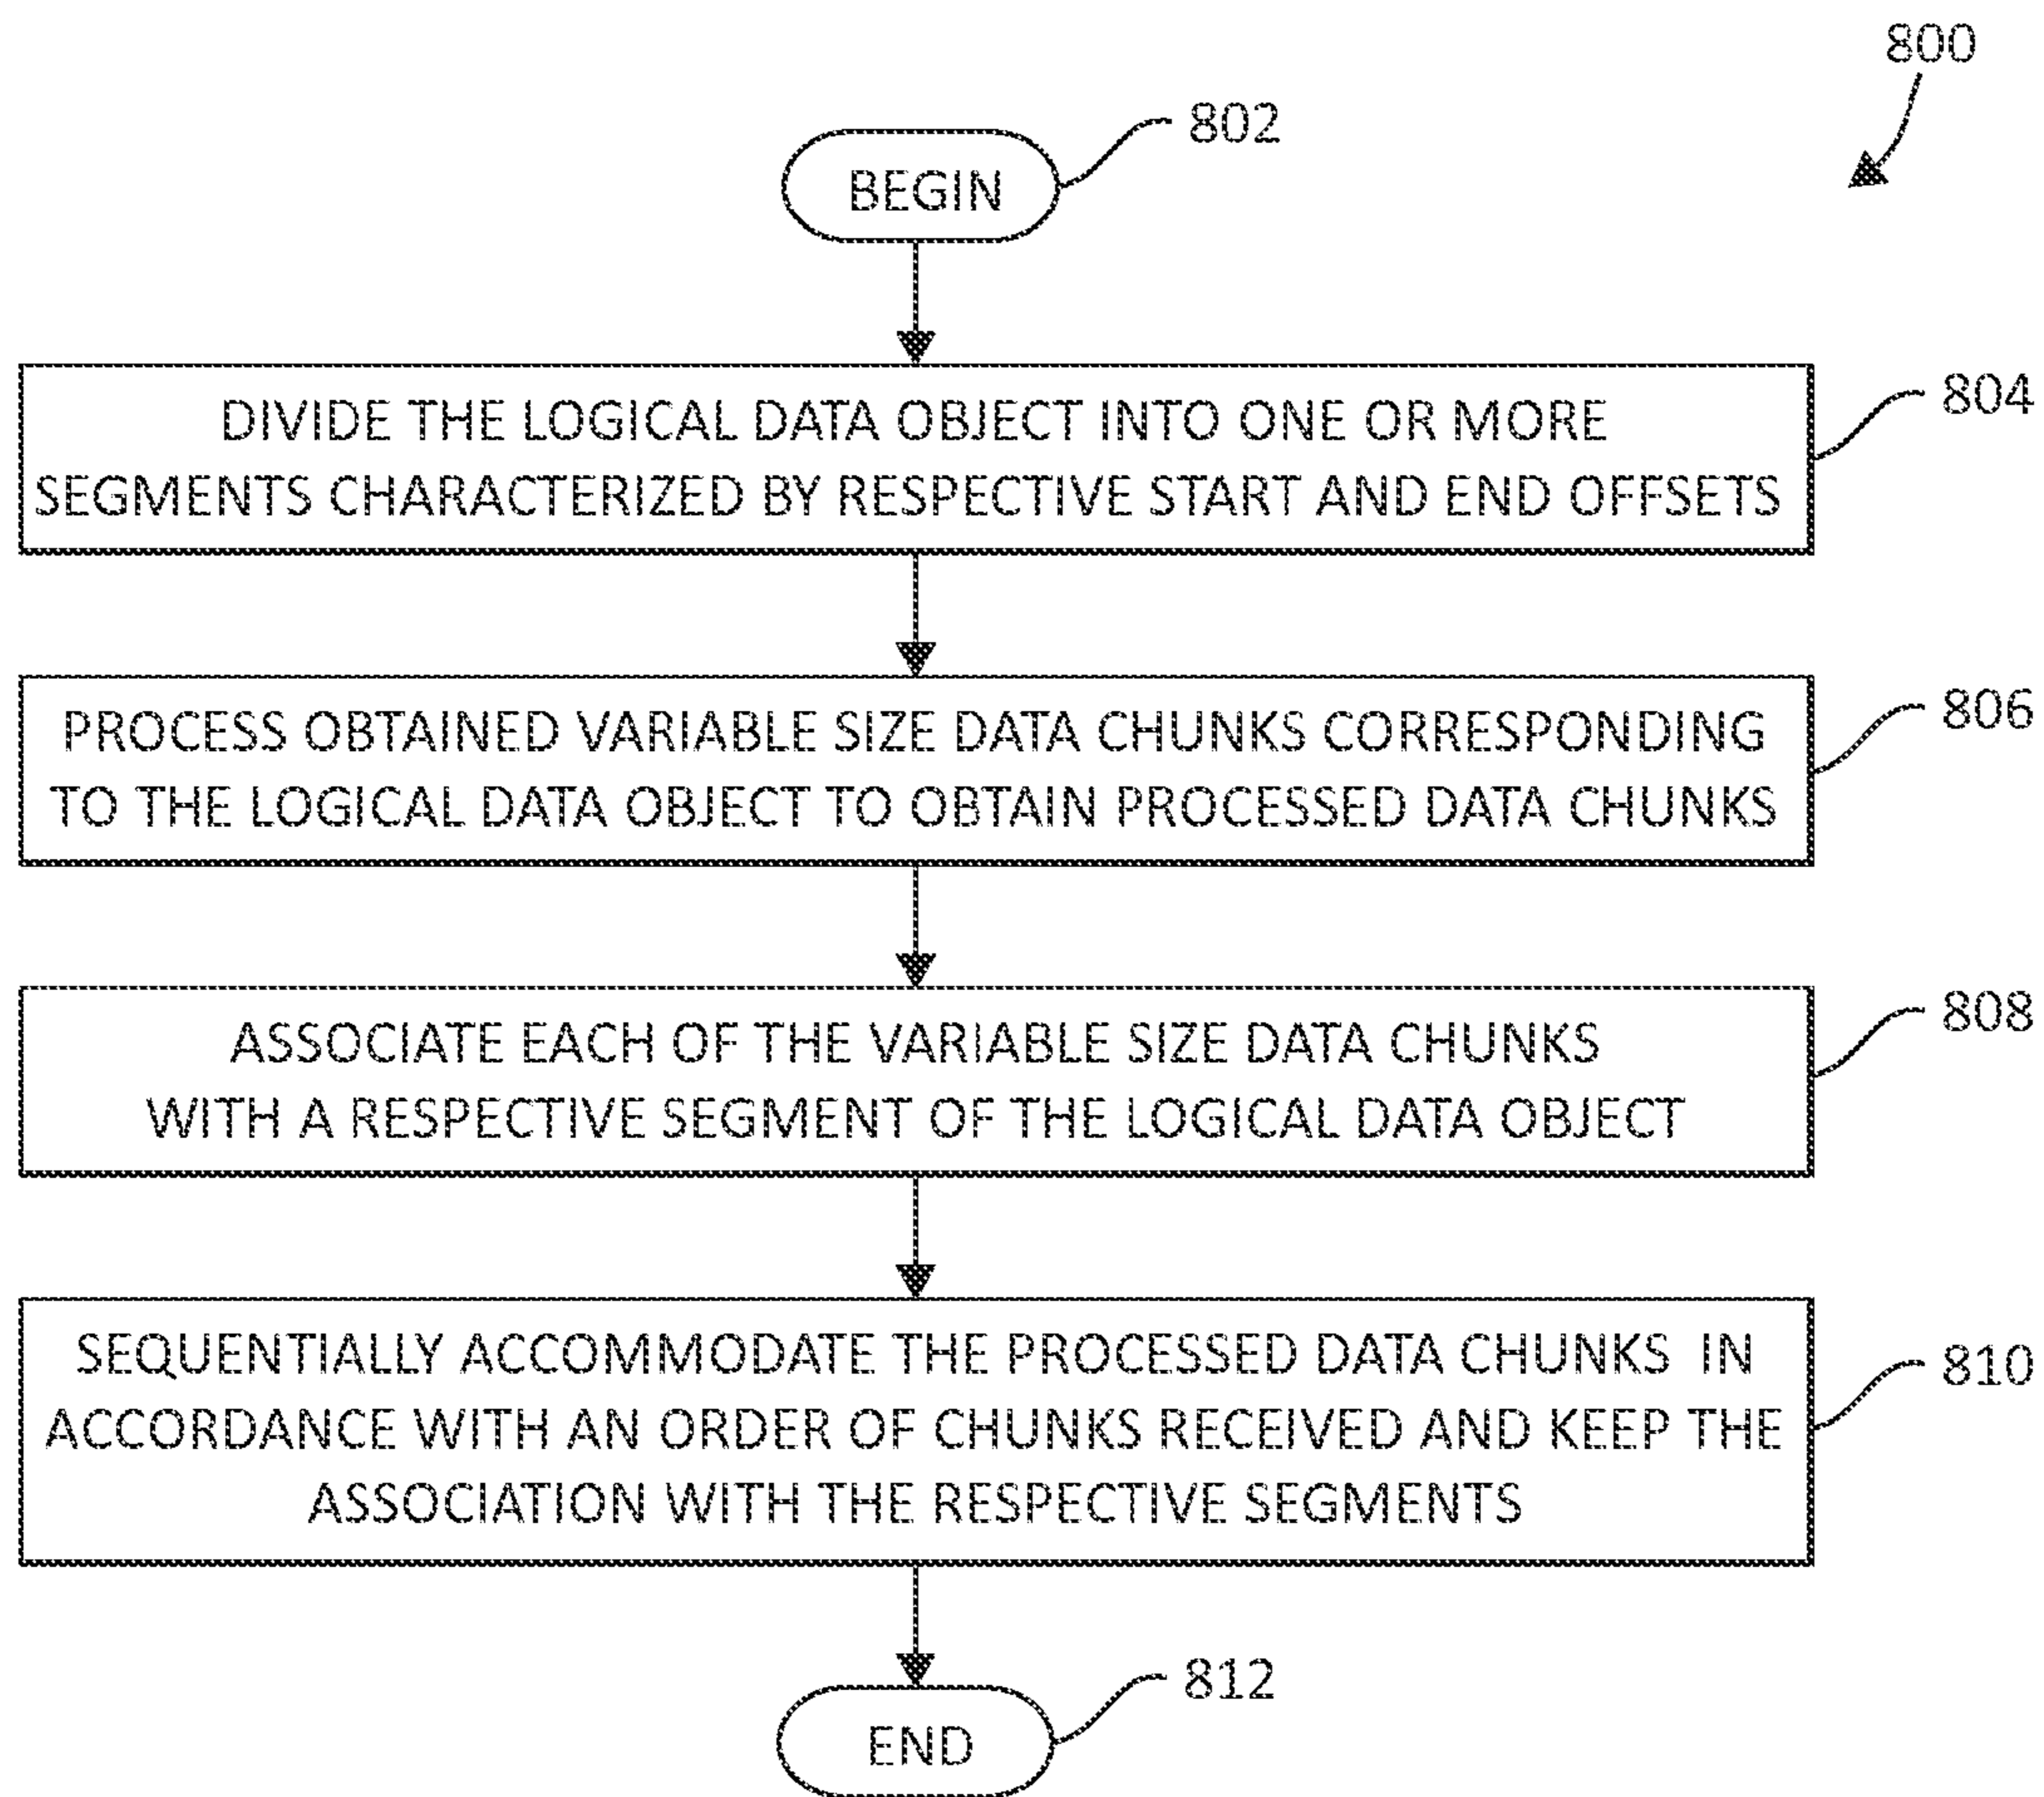 800
802
BEGIN
804
DIVIDE THE LOGICAL DATA OBJECT INTO ONE OR MORE
SEGMENTS CHARACTERIZED BY RESPECTIVE START AND END OFFSETS
806
PROCESS OBTAINED VARIABLE SIZE DATA CHUNKS CORRESPONDING
TO THE LOGICAL DATA OBJECT TO OBTAIN PROCESSED DATA CHUNKS
808
ASSOCIATE EACH OF THE VARIABLE SIZE DATA CHUNKS
WITH A RESPECTIVE SEGMENT OF THE LOGICAL DATA OBJECT
810
SEQUENTIALLY ACCOMMODATE THE PROCESSED DATA CHUNKS IN
ACCORDANCE WITH AN ORDER OF CHUNKS RECEIVED AND KEEP THE
ASSOCIATION WITH THE RESPECTIVE SEGMENTS
812
END